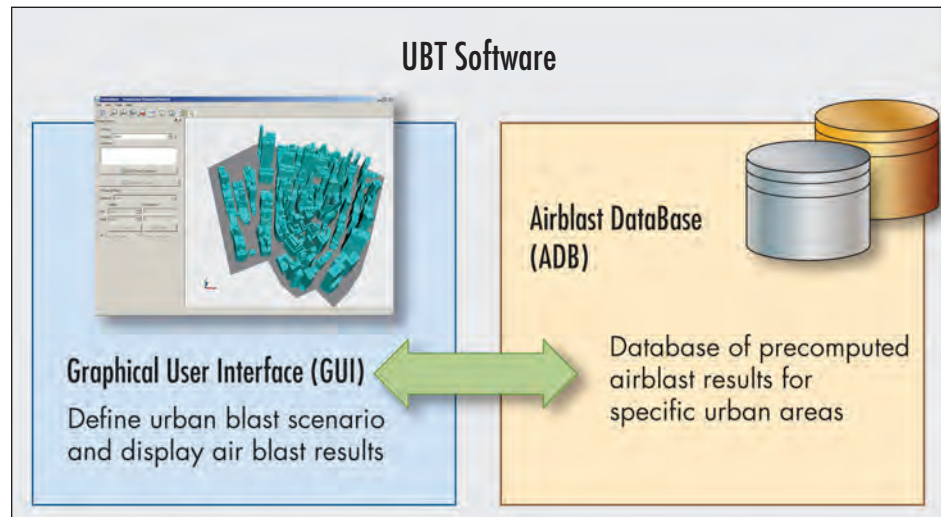 UBT Software
Graphical User Interface (GUI)
Define urban blast scenario
and display air blast results
Airblast DataBase
(ADB)
Database of precomputed
airblast results for
specific urban areas